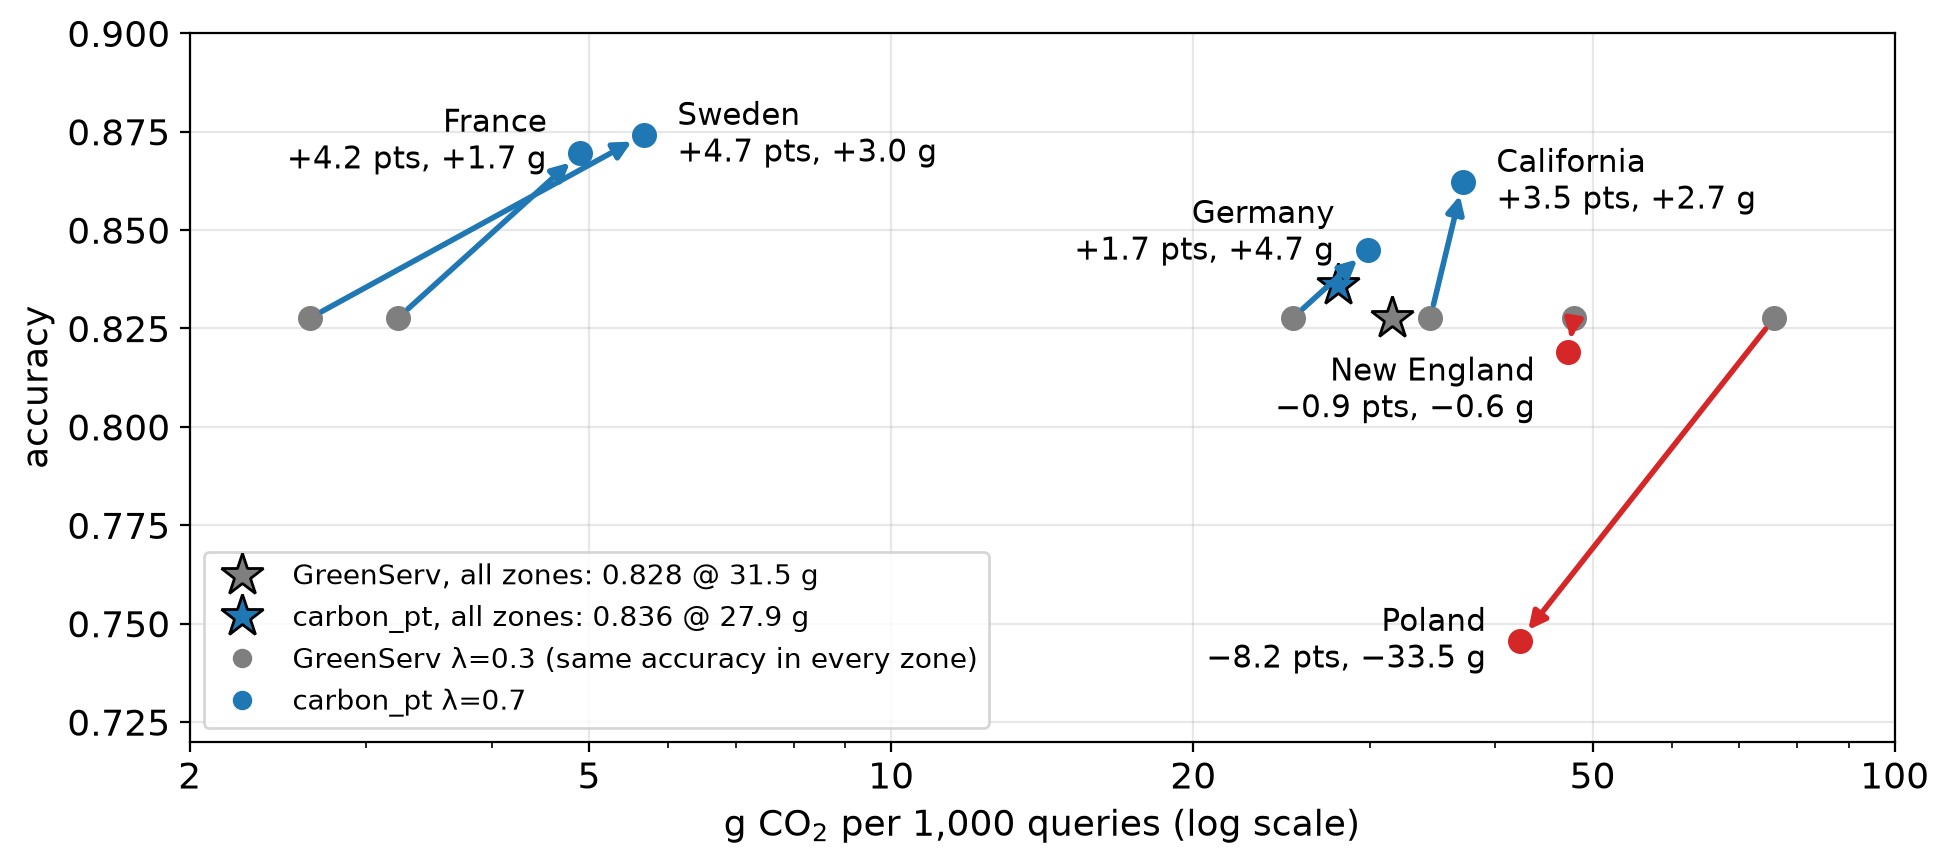 0.900
0.875
0.850
0.825
0.800
0.775
0.750
0.725
accuracy
France
+4.2 pts, +1.7 g
Sweden
+4.7 pts, +3.0 g
Germany
+1.7 pts, +4.7 g
California
+3.5 pts, +2.7 g
New England
−0.9 pts, −0.6 g
Poland
−8.2 pts, −33.5 g
GreenServ, all zones: 0.828 @ 31.5 g
carbon_pt, all zones: 0.836 @ 27.9 g
GreenServ λ=0.3 (same accuracy in every zone)
carbon_pt λ=0.7
2 5 10 20 50 100
g CO₂ per 1,000 queries (log scale)